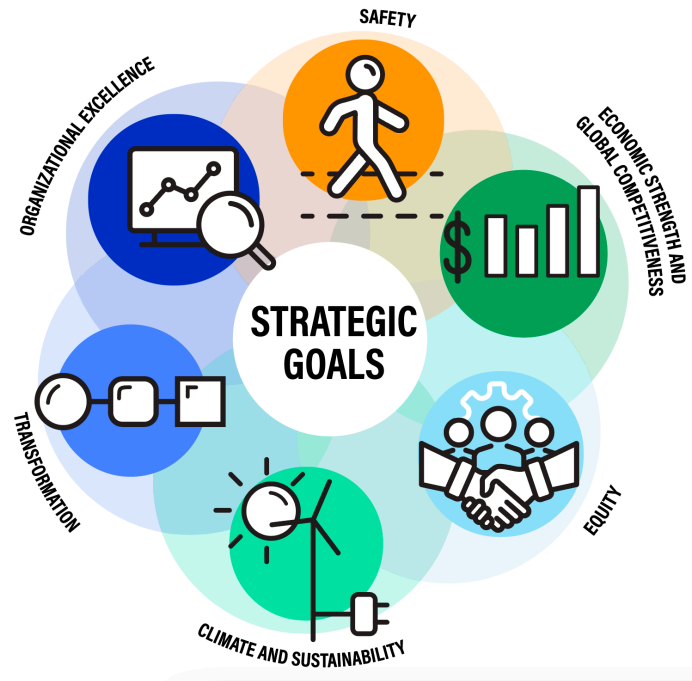 STRATEGIC
GOALS
SAFETY
ECONOMIC STRENGTH AND
GLOBAL COMPETITIVENESS
$
EQUITY
CLIMATE AND SUSTAINABILITY
TRANSFORMATION
ORGANIZATIONAL EXCELLENCE